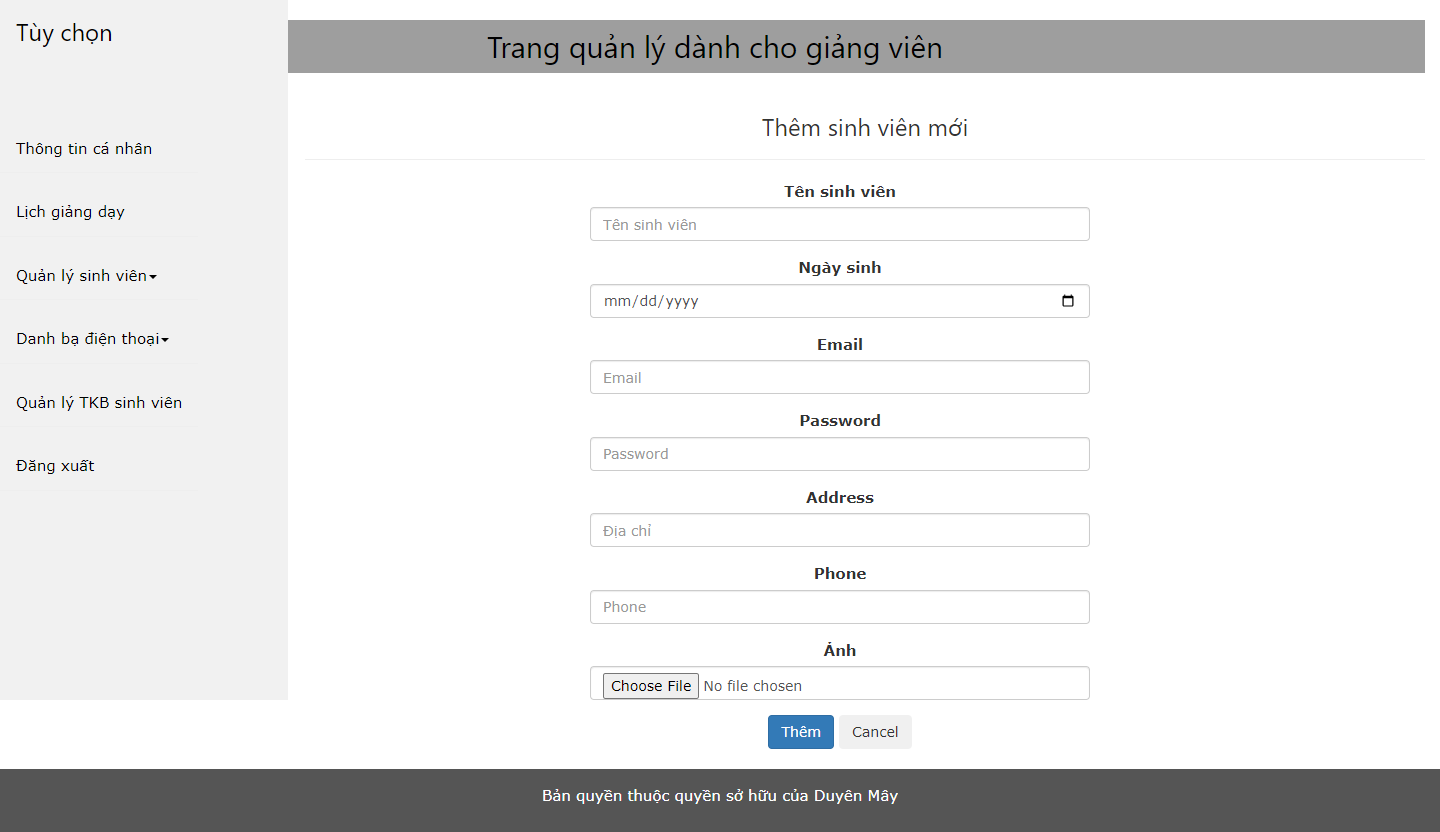 Tùy chọn
Trang quản lý dành cho giảng viên
Thông tin cá nhân
Lịch giảng dạy
Quản lý sinh viên
Danh bạ điện thoại
Quản lý TKB sinh viên
Đăng xuất
Thêm sinh viên mới
Tên sinh viên
Tên sinh viên
Ngày sinh
mm/dd/yyyy
Email
Email
Password
Password
Address
Địa chỉ
Phone
Phone
Ảnh
Choose File No file chosen
Thêm Cancel
Bản quyền thuộc quyền sở hữu của Duyên Mây